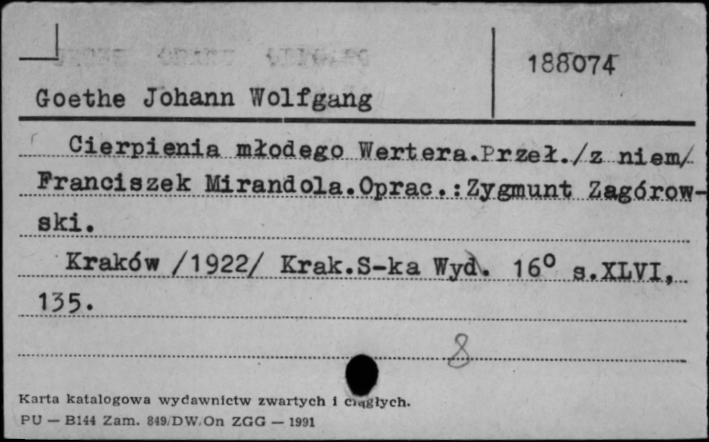 188074
Goethe Johann Wolfgang
Cierpienia młodego Wertera.Przeł./z niem/
Franciszek Mirandola.Oprac.:Zygmunt Zagórow-
ski.
Kraków /1922/ Krak.S-ka Wyd. 16° s.XLVI,
135.
8
Karta katalogowa wydawnictw zwartych i ciągłych.
PU — B144 Zam. 849/DW/On ZGG — 1991